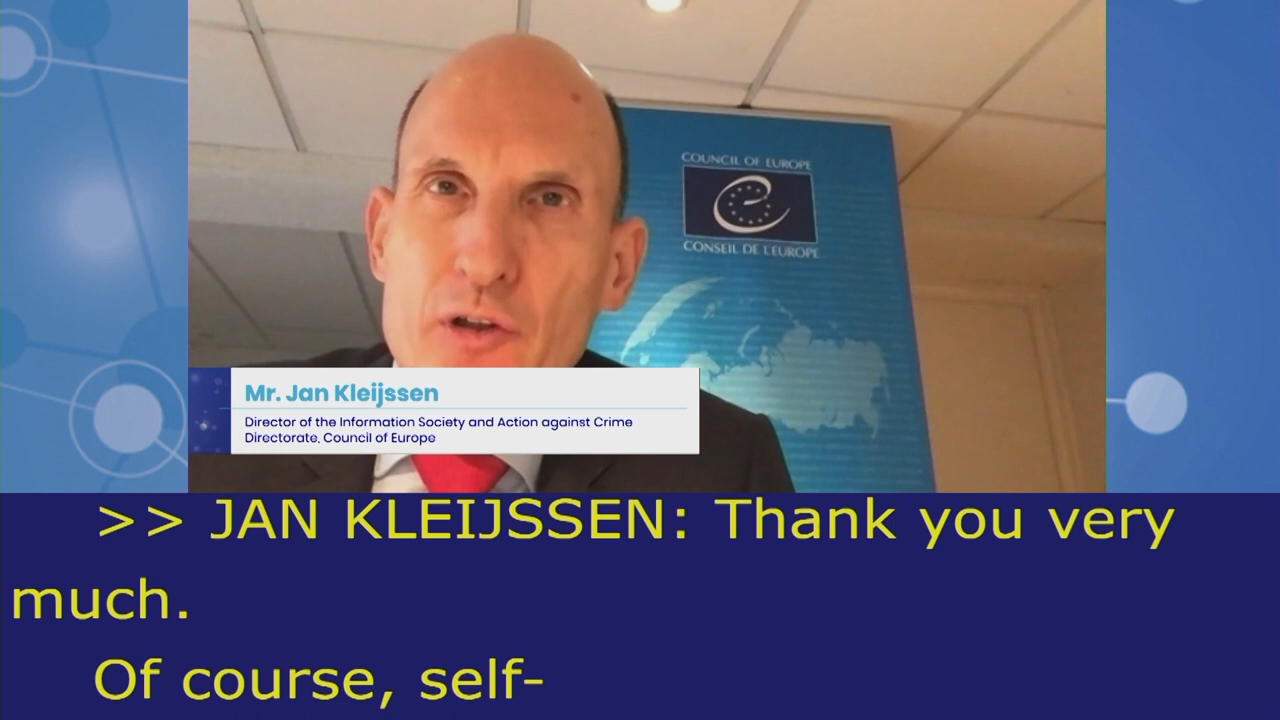 COUNCIL OF EUROPE
CONSEIL DE L'EUROPE
Mr. Jan Kleijssen
Director of the Information Society and Action against Crime
Directorate, Council of Europe
>> JAN KLEIJSSEN: Thank you very
much.
Of course, self-